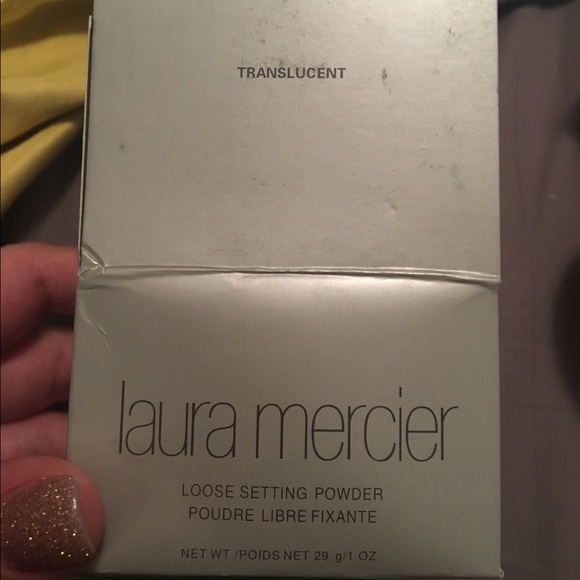 TRANSLUCENT
laura mercier
LOOSE SETTING POWDER
POUDRE LIBRE FIXANTE
NET WT./POIDS NET 29 g/1 OZ.